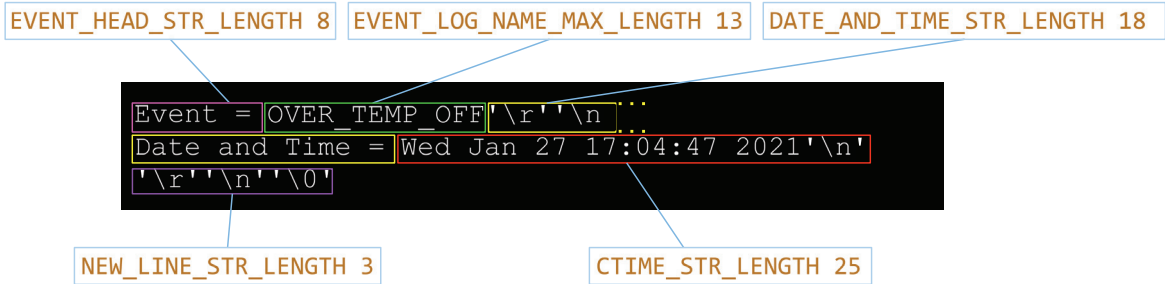 EVENT_HEAD_STR_LENGTH 8 EVENT_LOG_NAME_MAX_LENGTH 13 DATE_AND_TIME_STR_LENGTH 18
Event = OVER_TEMP_OFF'\r''\n
Date and Time = Wed Jan 27 17:04:47 2021'\n'
'\r''\n''\0'
NEW_LINE_STR_LENGTH 3 CTIME_STR_LENGTH 25